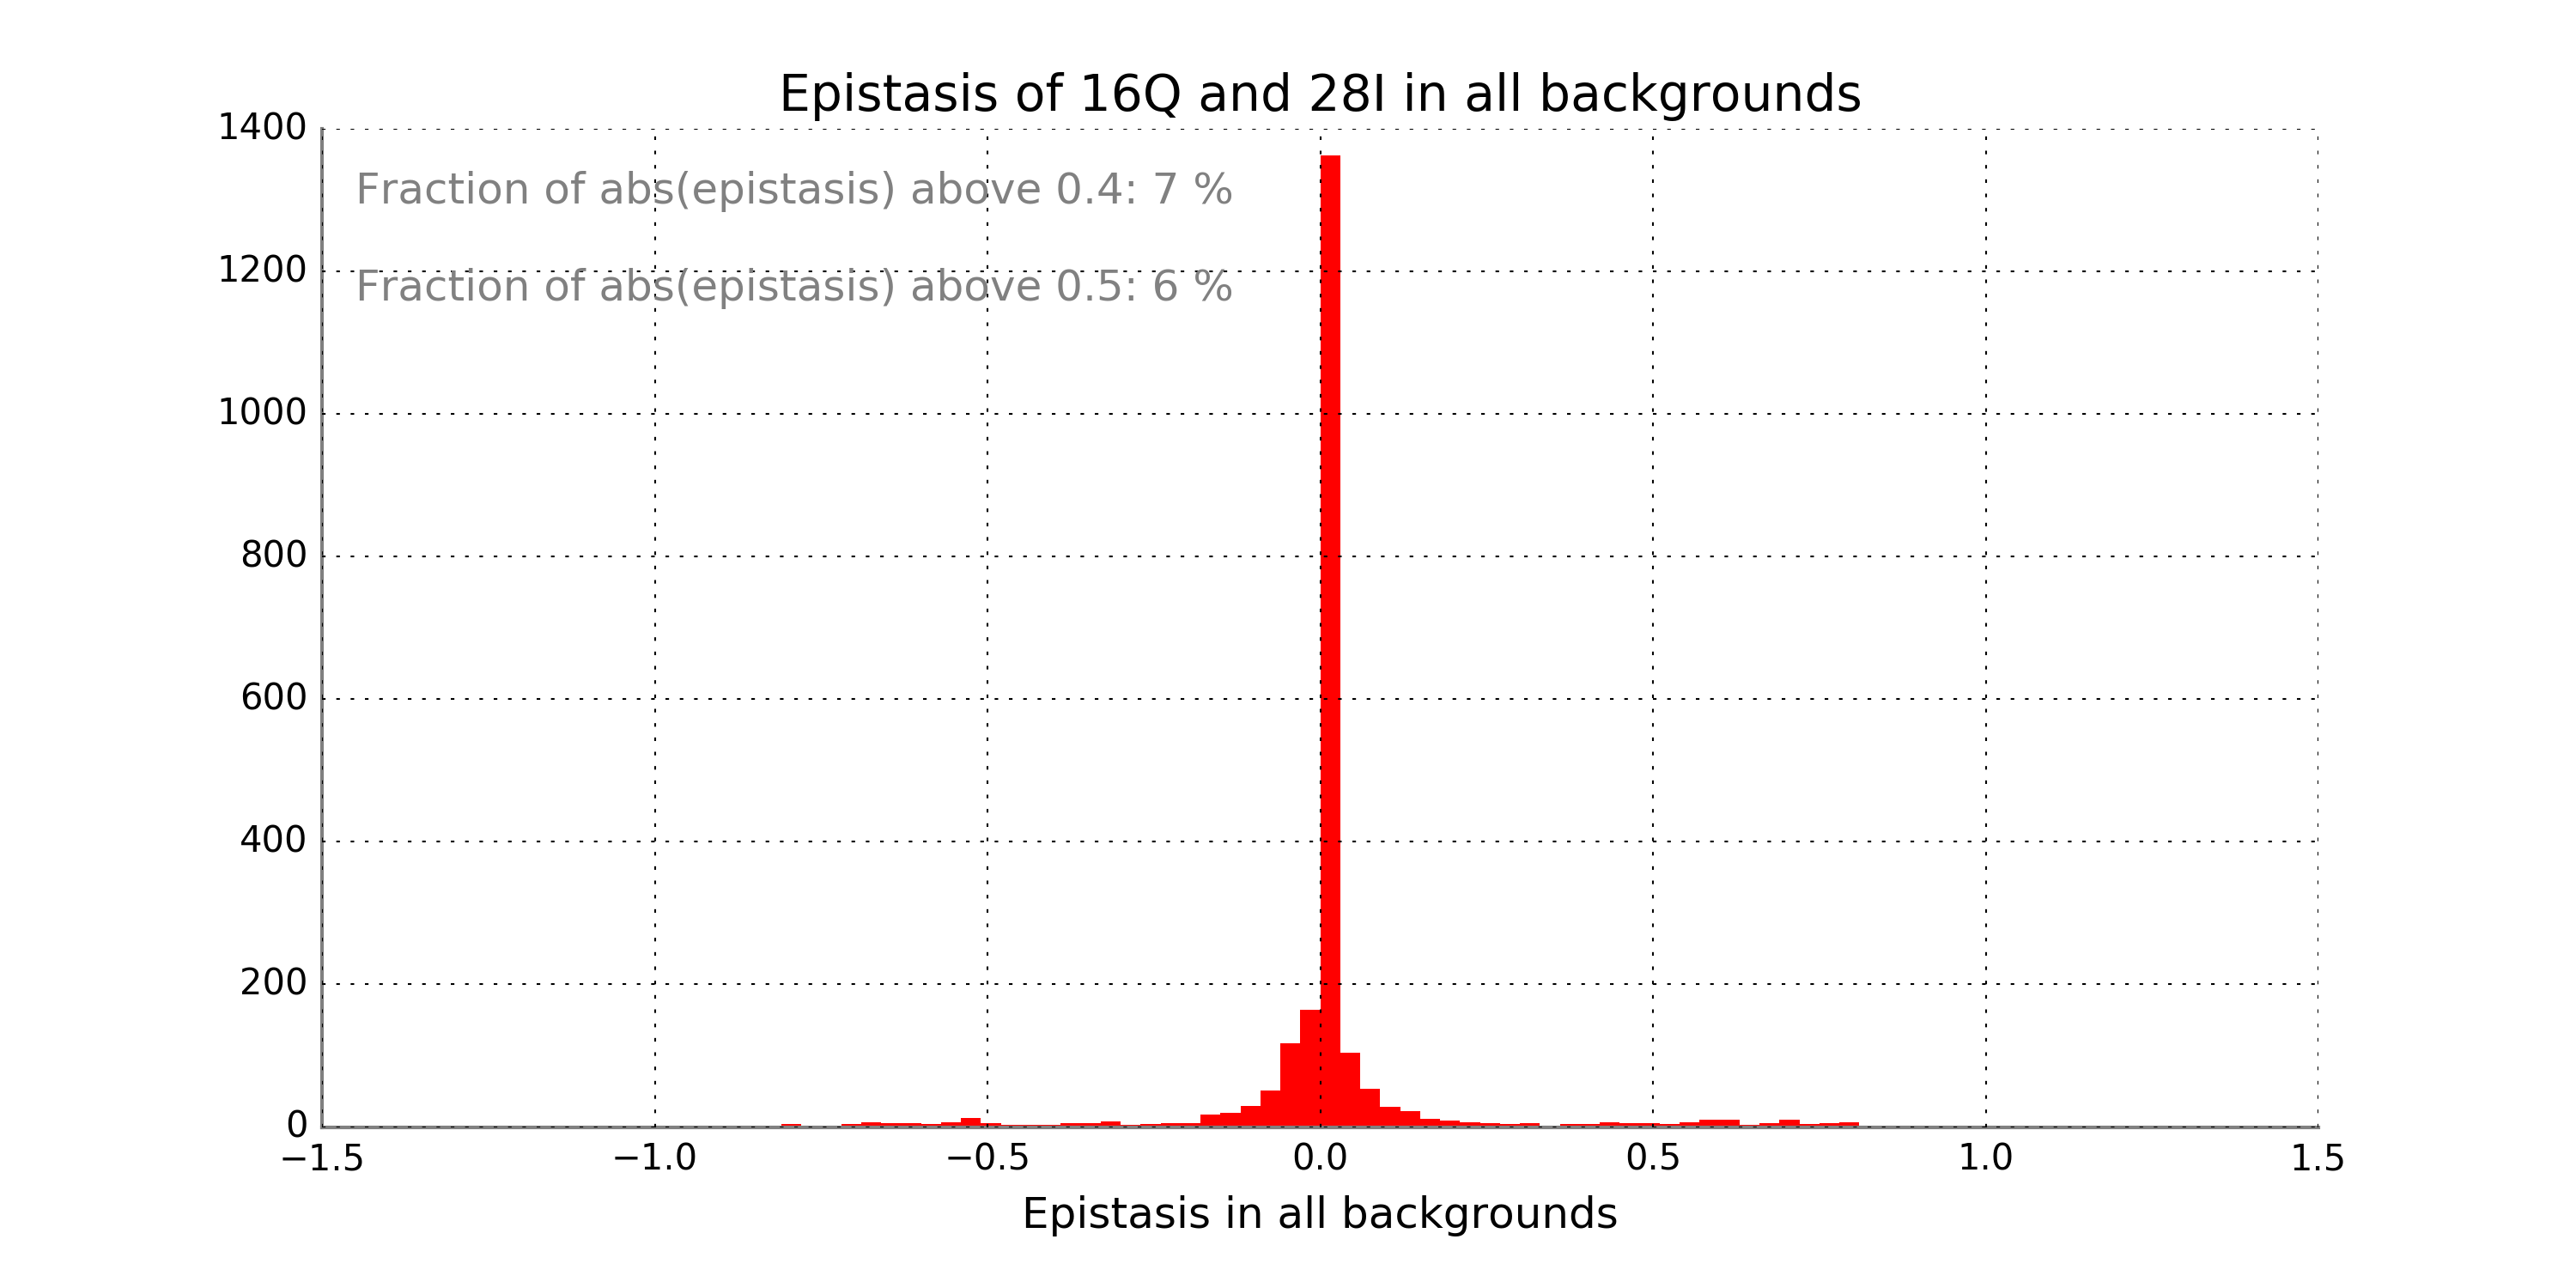 Epistasis of 16Q and 28I in all backgrounds
1400
Fraction of abs(epistasis) above 0.4: 7 %
1200
Fraction of abs(epistasis) above 0.5: 6 %
1000
800
600
400
200
0
−1.5 −1.0 −0.5 0.0 0.5 1.0 1.5
Epistasis in all backgrounds